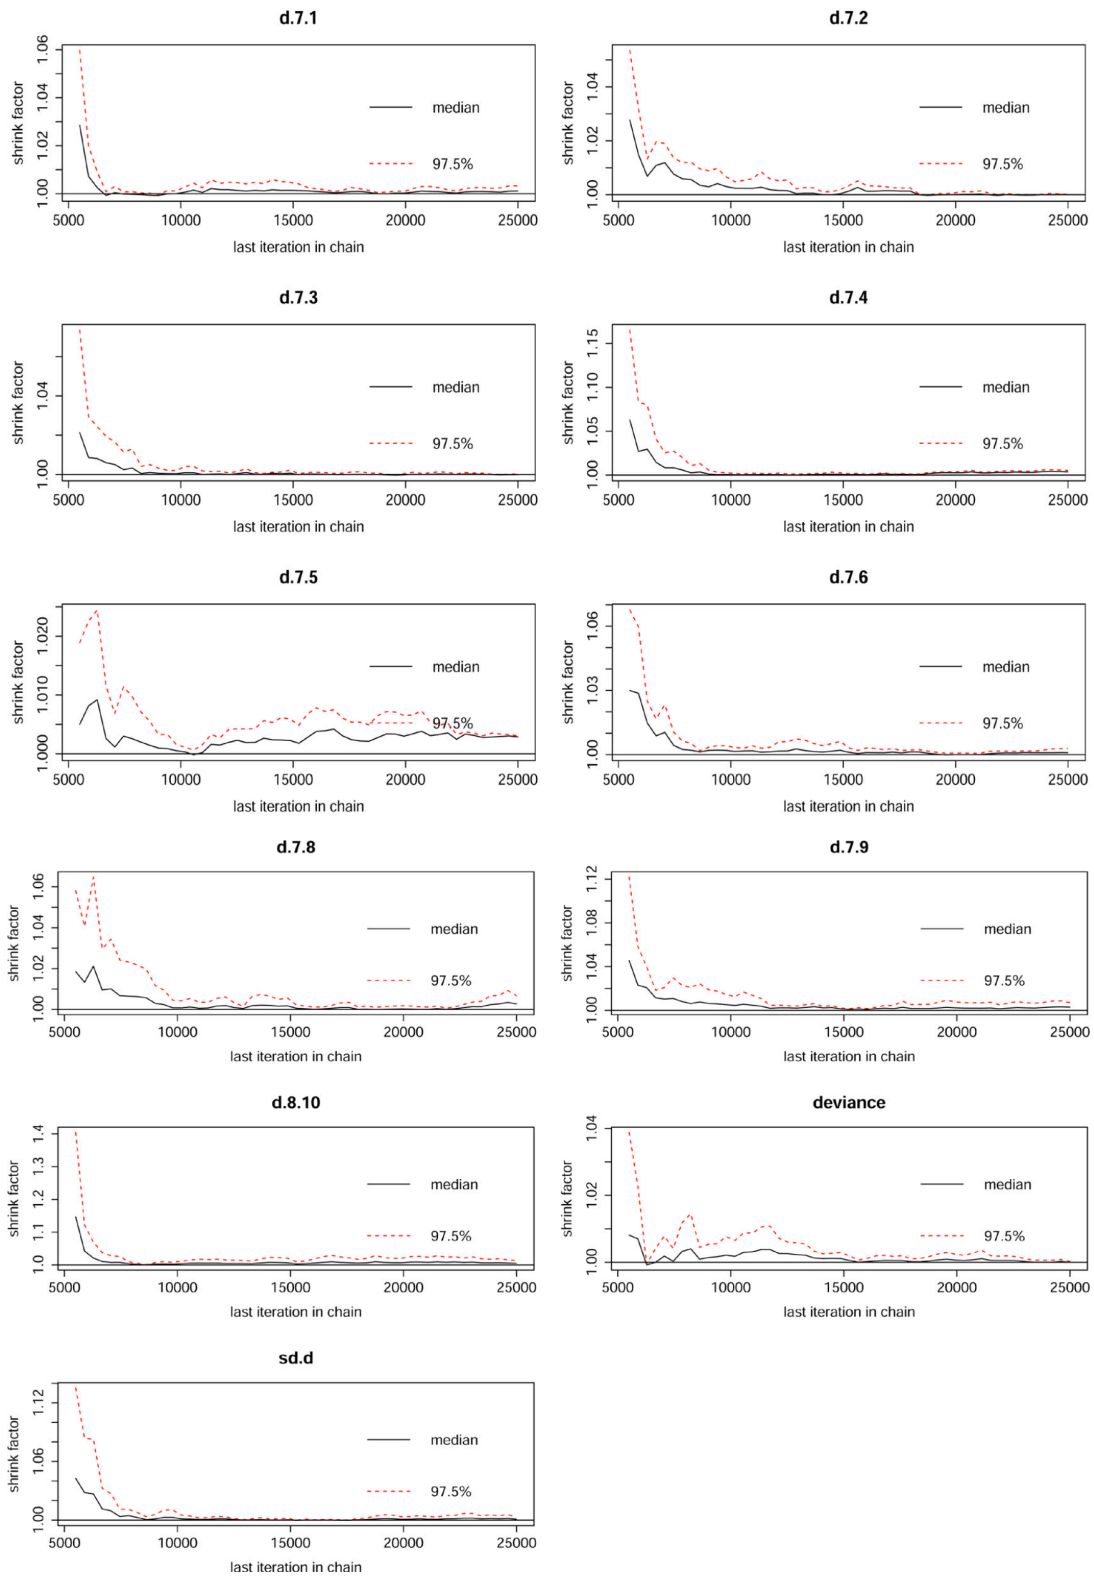 d.7.1
shrink factor
1.00 1.02 1.04 1.06
median
97.5%
5000 10000 15000 20000 25000
last iteration in chain
d.7.2
shrink factor
1.00 1.02 1.04
median
97.5%
5000 10000 15000 20000 25000
last iteration in chain
d.7.3
shrink factor
1.00 1.04
median
97.5%
5000 10000 15000 20000 25000
last iteration in chain
d.7.4
shrink factor
1.00 1.05 1.10 1.15
median
97.5%
5000 10000 15000 20000 25000
last iteration in chain
d.7.5
shrink factor
1.000 1.010 1.020
median
97.5%
5000 10000 15000 20000 25000
last iteration in chain
d.7.6
shrink factor
1.00 1.03 1.06
median
97.5%
5000 10000 15000 20000 25000
last iteration in chain
d.7.8
shrink factor
1.00 1.02 1.04 1.06
median
97.5%
5000 10000 15000 20000 25000
last iteration in chain
d.7.9
shrink factor
1.00 1.04 1.08 1.12
median
97.5%
5000 10000 15000 20000 25000
last iteration in chain
d.8.10
shrink factor
1.0 1.1 1.2 1.3 1.4
median
97.5%
5000 10000 15000 20000 25000
last iteration in chain
deviance
shrink factor
1.00 1.02 1.04
median
97.5%
5000 10000 15000 20000 25000
last iteration in chain
sd.d
shrink factor
1.00 1.06 1.12
median
97.5%
5000 10000 15000 20000 25000
last iteration in chain